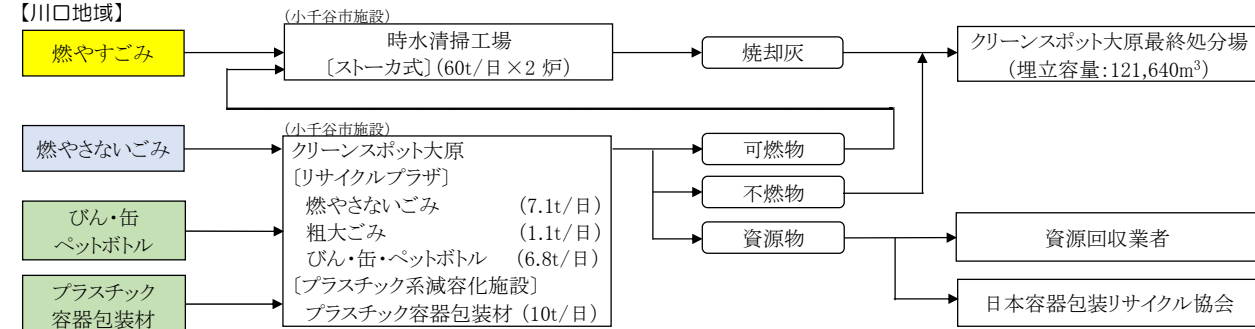 【川口地域】
燃やすごみ
(小千谷市施設)
時水清掃工場
〔ストーカ式〕(60t/日×2 炉)
焼却灰
クリーンスポット大原最終処分場
(埋立容量:121,640m³)
燃やさないごみ
びん・缶
ペットボトル
プラスチック
容器包装材
(小千谷市施設)
クリーンスポット大原
〔リサイクルプラザ〕
燃やさないごみ (7.1t/日)
粗大ごみ (1.1t/日)
びん・缶・ペットボトル (6.8t/日)
〔プラスチック系減容化施設〕
プラスチック容器包装材 (10t/日)
可燃物
不燃物
資源物
資源回収業者
日本容器包装リサイクル協会